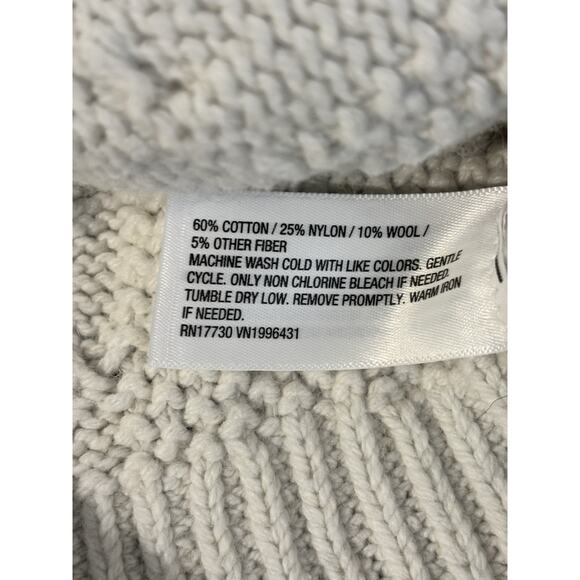 60% COTTON / 25% NYLON / 10% WOOL /
5% OTHER FIBER
MACHINE WASH COLD WITH LIKE COLORS. GENTLE
CYCLE. ONLY NON CHLORINE BLEACH IF NEEDED.
TUMBLE DRY LOW. REMOVE PROMPTLY. WARM IRON
IF NEEDED.
RN17730 VN1996431